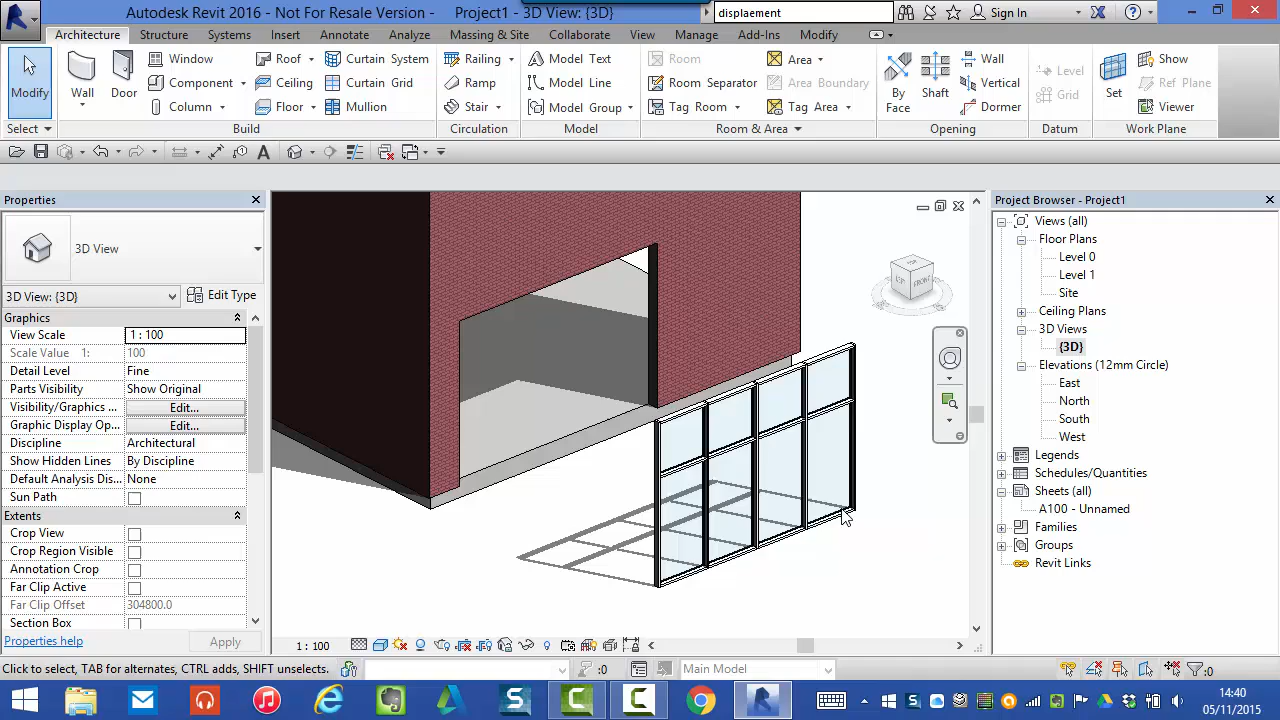 Autodesk Revit 2016 - Not For Resale Version - Project1 - 3D View: {3D} displaement Sign In
Architecture Structure Systems Insert Annotate Analyze Massing & Site Collaborate View Manage Add-Ins Modify
Modify Wall Door Window Component Column Roof Ceiling Floor Curtain System Curtain Grid Mullion Railing Ramp Stair Model Text Model Line Model Group Room Room Separator Tag Room Area Area Boundary Tag Area By Face Shaft Wall Vertical Dormer Level Grid Set Show Ref Plane Viewer
Select Build Circulation Model Room & Area Opening Datum Work Plane
Properties
3D View
3D View: {3D} Edit Type
Graphics
View Scale 1 : 100
Scale Value 1: 100
Detail Level Fine
Parts Visibility Show Original
Visibility/Graphics ... Edit...
Graphic Display Op... Edit...
Discipline Architectural
Show Hidden Lines By Discipline
Default Analysis Dis... None
Sun Path
Extents
Crop View
Crop Region Visible
Annotation Crop
Far Clip Active
Far Clip Offset 304800.0
Section Box
Properties help Apply
FRONT
1 : 100
Project Browser - Project1
Views (all)
Floor Plans
Level 0
Level 1
Site
Ceiling Plans
3D Views
{3D}
Elevations (12mm Circle)
East
North
South
West
Legends
Schedules/Quantities
Sheets (all)
A100 - Unnamed
Families
Groups
Revit Links
Click to select, TAB for alternates, CTRL adds, SHIFT unselects. :0 Main Model :0
14:40
05/11/2015